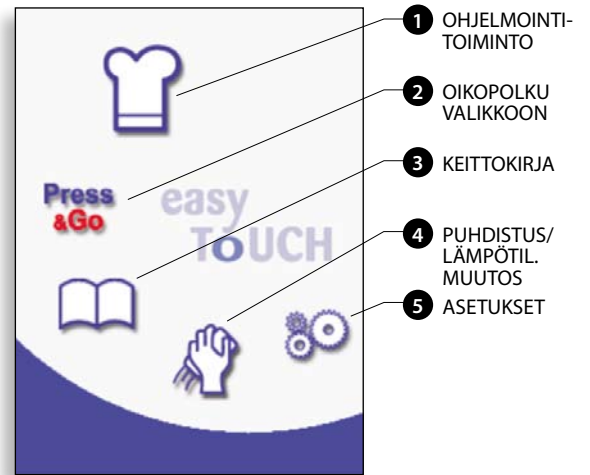 1 OHJELMOINTI-
TOIMINTO
2 OIKOPOLKU
VALIKKOON
3 KEITTOKIRJA
4 PUHDISTUS/
LÄMPÖTIL.
MUUTOS
5 ASETUKSET
Press
&Go
easy
ToUCH